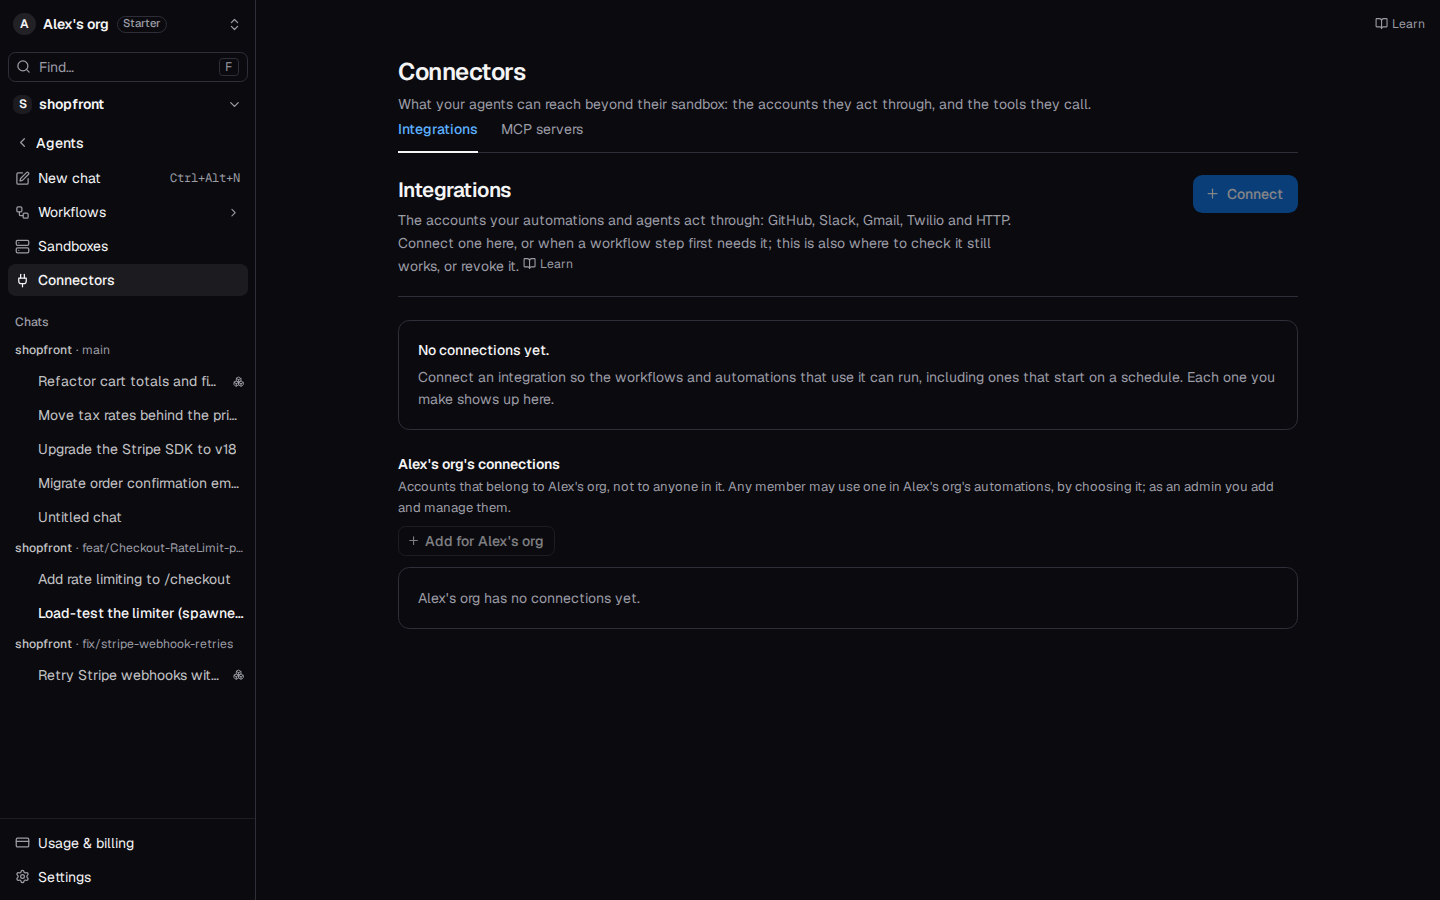 A Alex's org Starter
Find... F
S shopfront
Agents
New chat Ctrl+Alt+N
Workflows
Sandboxes
Connectors
Chats
shopfront · main
Refactor cart totals and fi...
Move tax rates behind the pri...
Upgrade the Stripe SDK to v18
Migrate order confirmation em...
Untitled chat
shopfront · feat/Checkout-RateLimit-p...
Add rate limiting to /checkout
Load-test the limiter (spawne...
shopfront · fix/stripe-webhook-retries
Retry Stripe webhooks wit...
Usage & billing
Settings
Learn
Connectors
What your agents can reach beyond their sandbox: the accounts they act through, and the tools they call.
Integrations MCP servers
Integrations
Connect
The accounts your automations and agents act through: GitHub, Slack, Gmail, Twilio and HTTP.
Connect one here, or when a workflow step first needs it; this is also where to check it still
works, or revoke it. Learn
No connections yet.
Connect an integration so the workflows and automations that use it can run, including ones that start on a schedule. Each one you
make shows up here.
Alex's org's connections
Accounts that belong to Alex's org, not to anyone in it. Any member may use one in Alex's org's automations, by choosing it; as an admin you add
and manage them.
+ Add for Alex's org
Alex's org has no connections yet.